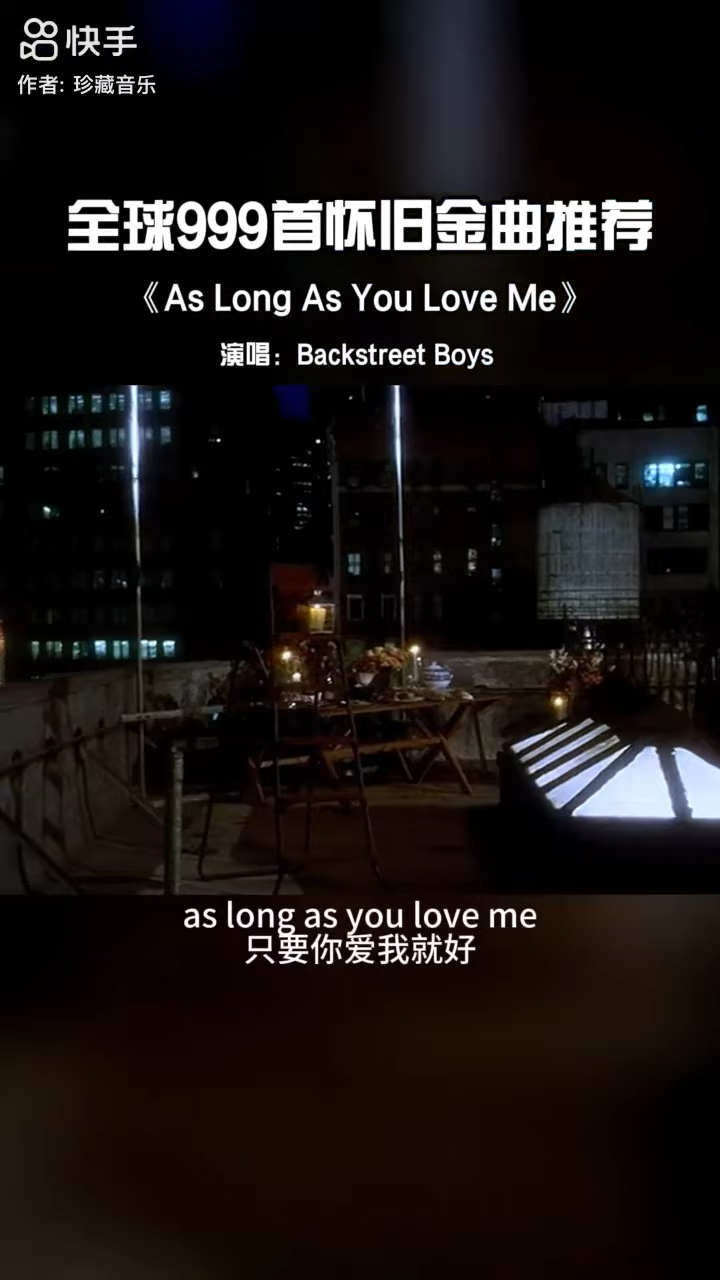 快手
作者: 珍藏音乐
全球999首怀旧金曲推荐
《As Long As You Love Me》
演唱：Backstreet Boys
as long as you love me
只要你爱我就好